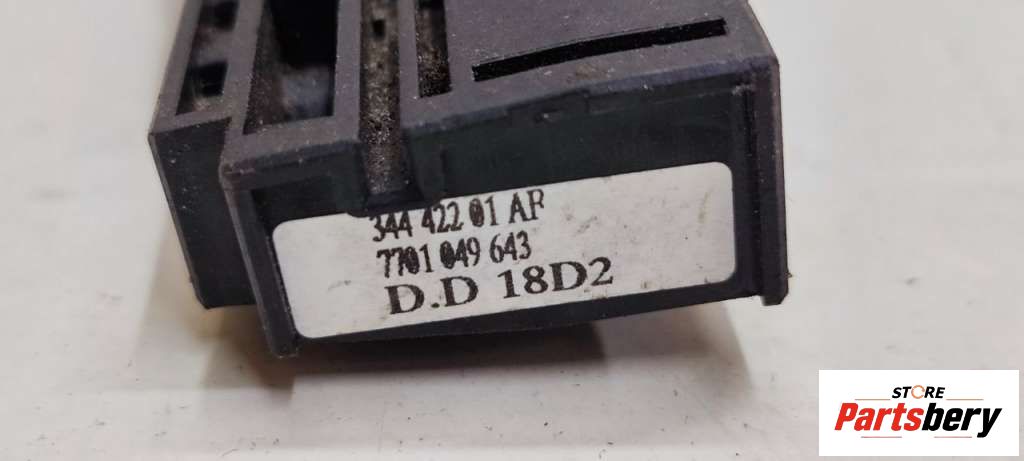 344 422 01 AF
7701 049 643
D.D 18D2
STORE
Partsbery